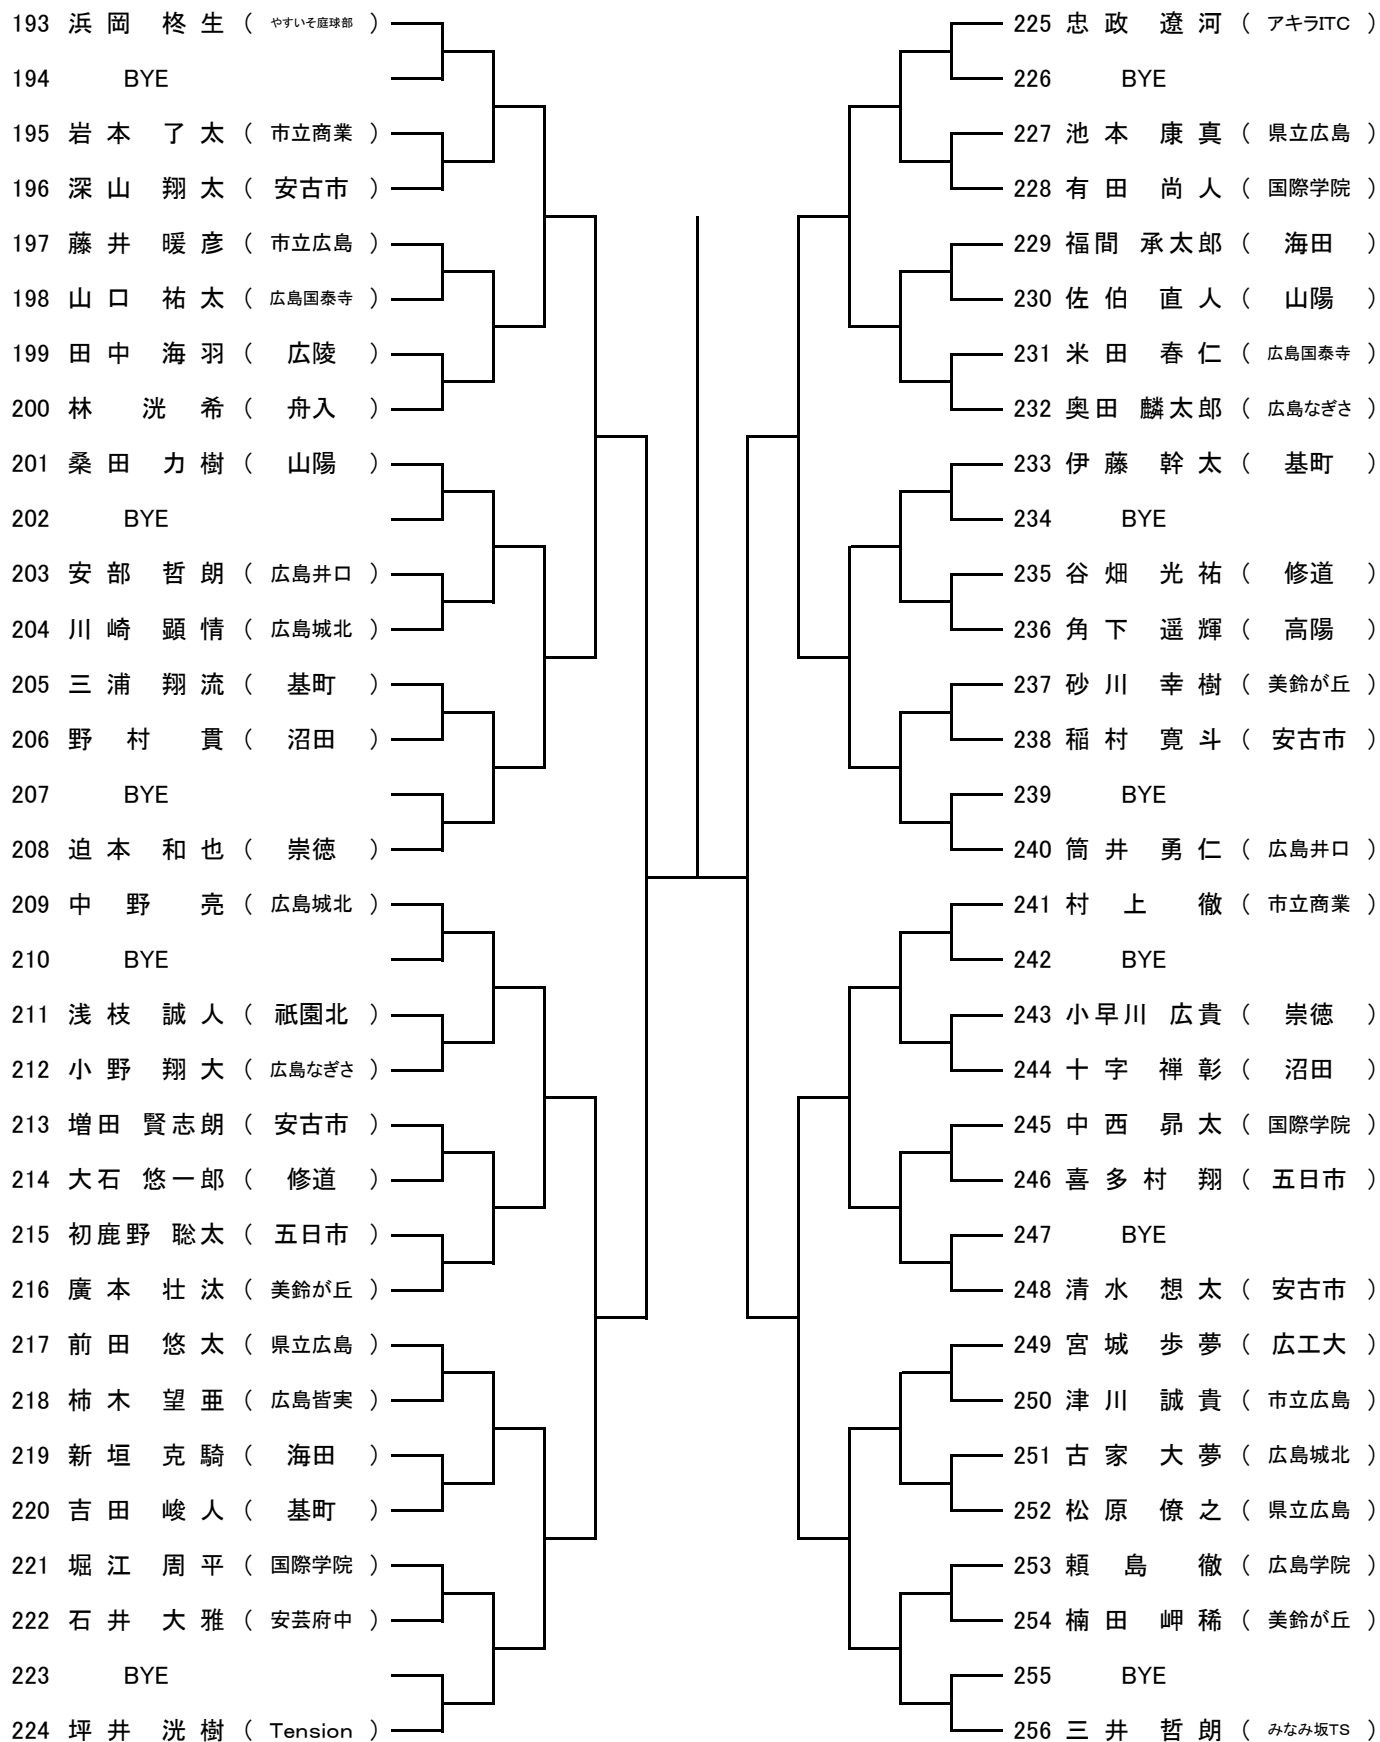 193 浜岡 柊生 ( やすいそ庭球部 )
194 BYE
195 岩本 了太 ( 市立商業 )
196 深山 翔太 ( 安古市 )
197 藤井 暖彦 ( 市立広島 )
198 山口 祐太 ( 広島国泰寺 )
199 田中 海羽 ( 広陵 )
200 林 洸希 ( 舟入 )
201 桑田 力樹 ( 山陽 )
202 BYE
203 安部 哲朗 ( 広島井口 )
204 川崎 顕情 ( 広島城北 )
205 三浦 翔流 ( 基町 )
206 野村 貫 ( 沼田 )
207 BYE
208 迫本 和也 ( 崇徳 )
209 中野 亮 ( 広島城北 )
210 BYE
211 浅枝 誠人 ( 祇園北 )
212 小野 翔大 ( 広島なぎさ )
213 増田 賢志朗 ( 安古市 )
214 大石 悠一郎 ( 修道 )
215 初鹿野 聡太 ( 五日市 )
216 廣本 壮汰 ( 美鈴が丘 )
217 前田 悠太 ( 県立広島 )
218 柿木 望亜 ( 広島皆実 )
219 新垣 克騎 ( 海田 )
220 吉田 峻人 ( 基町 )
221 堀江 周平 ( 国際学院 )
222 石井 大雅 ( 安芸府中 )
223 BYE
224 坪井 洸樹 ( Tension )
225 忠政 遼河 ( アキラITC )
226 BYE
227 池本 康真 ( 県立広島 )
228 有田 尚人 ( 国際学院 )
229 福間 承太郎 ( 海田 )
230 佐伯 直人 ( 山陽 )
231 米田 春仁 ( 広島国泰寺 )
232 奥田 麟太郎 ( 広島なぎさ )
233 伊藤 幹太 ( 基町 )
234 BYE
235 谷畑 光祐 ( 修道 )
236 角下 遥輝 ( 高陽 )
237 砂川 幸樹 ( 美鈴が丘 )
238 稲村 寛斗 ( 安古市 )
239 BYE
240 筒井 勇仁 ( 広島井口 )
241 村上 徹 ( 市立商業 )
242 BYE
243 小早川 広貴 ( 崇徳 )
244 十字 禅彰 ( 沼田 )
245 中西 昴太 ( 国際学院 )
246 喜多村 翔 ( 五日市 )
247 BYE
248 清水 想太 ( 安古市 )
249 宮城 歩夢 ( 広工大 )
250 津川 誠貴 ( 市立広島 )
251 古家 大夢 ( 広島城北 )
252 松原 僚之 ( 県立広島 )
253 頼島 徹 ( 広島学院 )
254 楠田 岬稀 ( 美鈴が丘 )
255 BYE
256 三井 哲朗 ( みなみ坂TS )